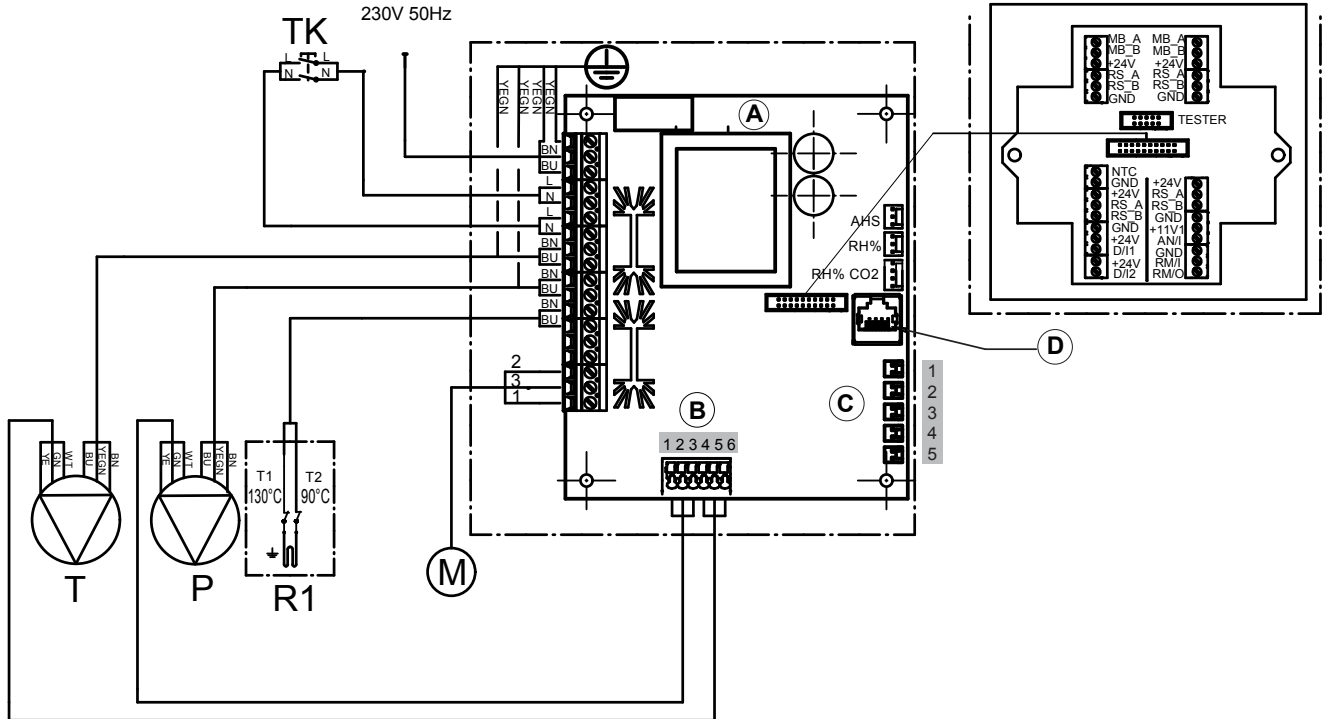 230V 50Hz
TK
L L
N N
YEGN
YEGN
YEGN
YEGN
A
BN
BU
L
N
L
N
BN
BU
BN
BU
BN
BU
2
3
1
AHS
RH%
RH% CO2
D
B
1 2 3 4 5 6
C
1
2
3
4
5
MB_A MB_A
MB_B MB_B
+24V +24V
RS_A RS_A
RS_B RS_B
GND GND
TESTER
NTC
GND
+24V
RS_A
RS_B
GND
+24V
D/I1
+24V
D/I2
+24V
RS_A
RS_B
GND
+11V1
AN/I
GND
RM/I
RM/O
YE
GN
WT
BU
YEGN
BN
YE
GN
WT
BU
YEGN
BN
T1 T2
130°C 90°C
T
P
R1
M